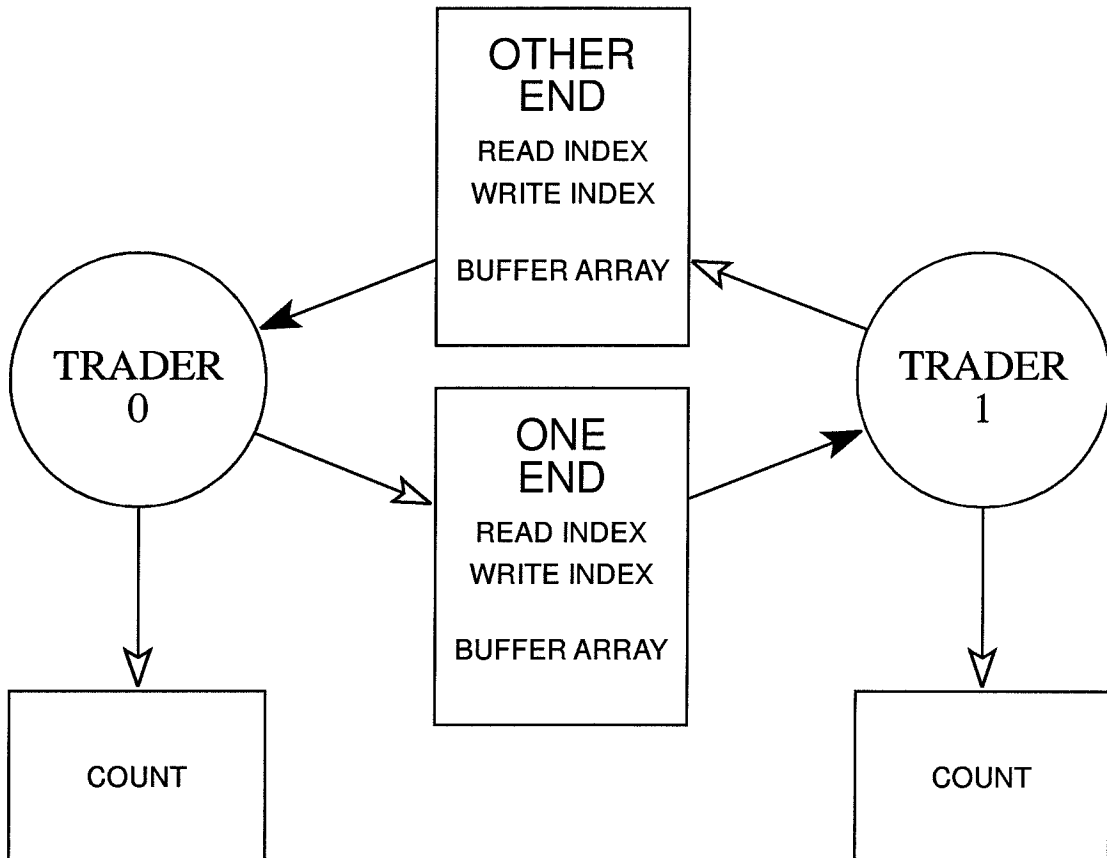 OTHER
END
READ INDEX
WRITE INDEX
BUFFER ARRAY
TRADER
0
TRADER
1
ONE
END
READ INDEX
WRITE INDEX
BUFFER ARRAY
COUNT
COUNT